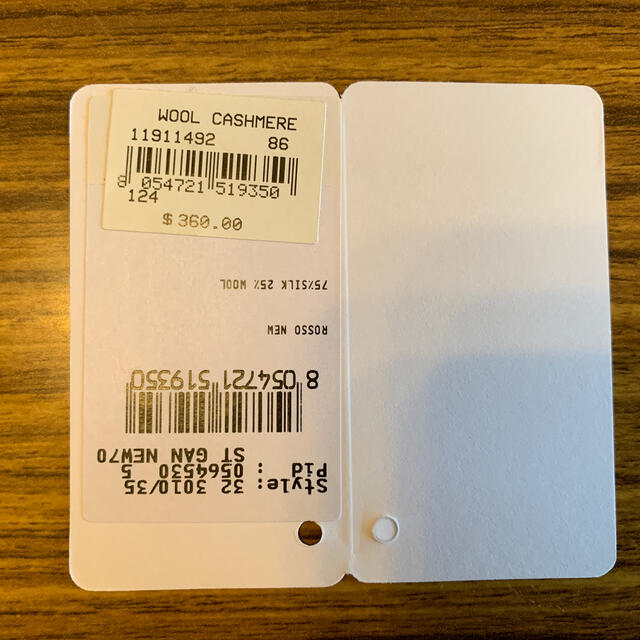 WOOL CASHMERE
11911492 86
8 054721 519350
124
$360.00
Style: 32 3010/35
Pid : 0564530 5
ST GAN NEW70
8 054721 519350
ROSSO NEW
75%SILK 25% WOOL